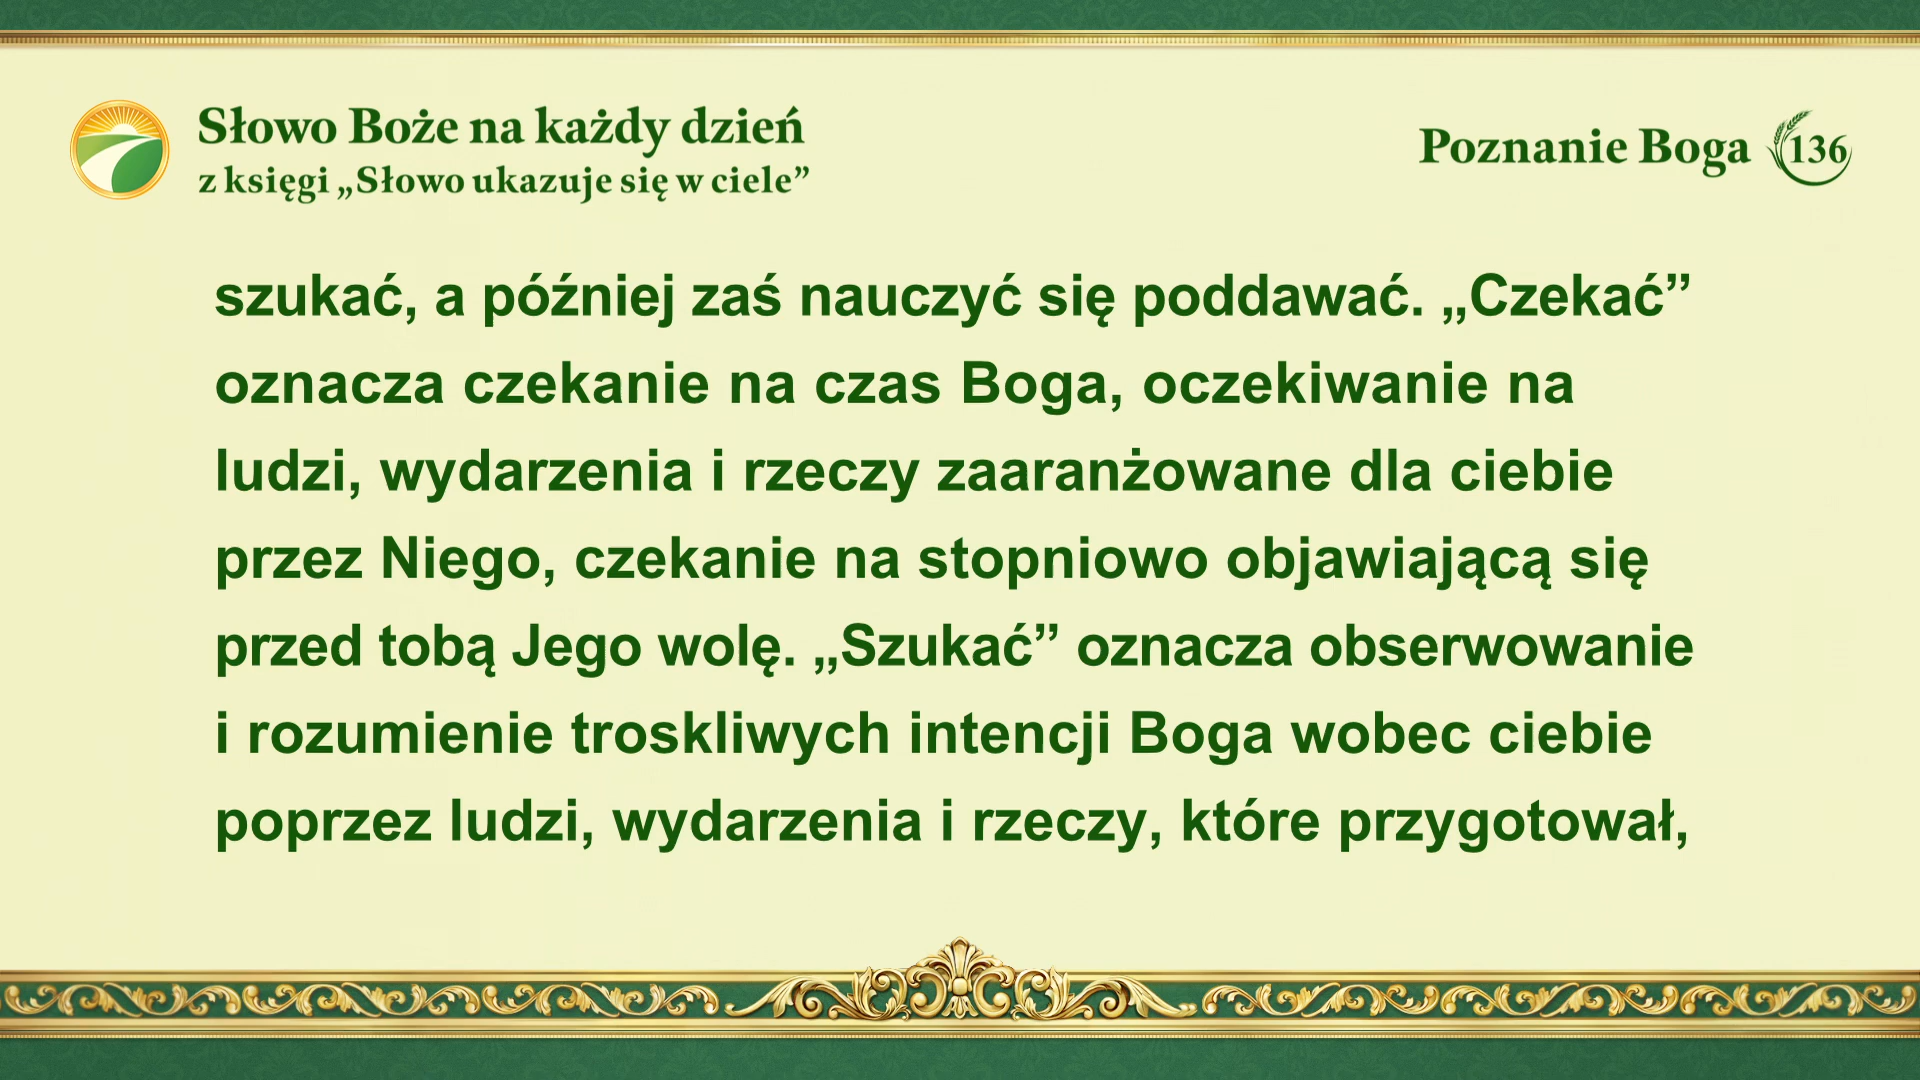 Słowo Boże na każdy dzień
z księgi „Słowo ukazuje się w ciele”
Poznanie Boga 136
szukać, a później zaś nauczyć się poddawać. „Czekać”
oznacza czekanie na czas Boga, oczekiwanie na
ludzi, wydarzenia i rzeczy zaaranżowane dla ciebie
przez Niego, czekanie na stopniowo objawiającą się
przed tobą Jego wolę. „Szukać” oznacza obserwowanie
i rozumienie troskliwych intencji Boga wobec ciebie
poprzez ludzi, wydarzenia i rzeczy, które przygotował,